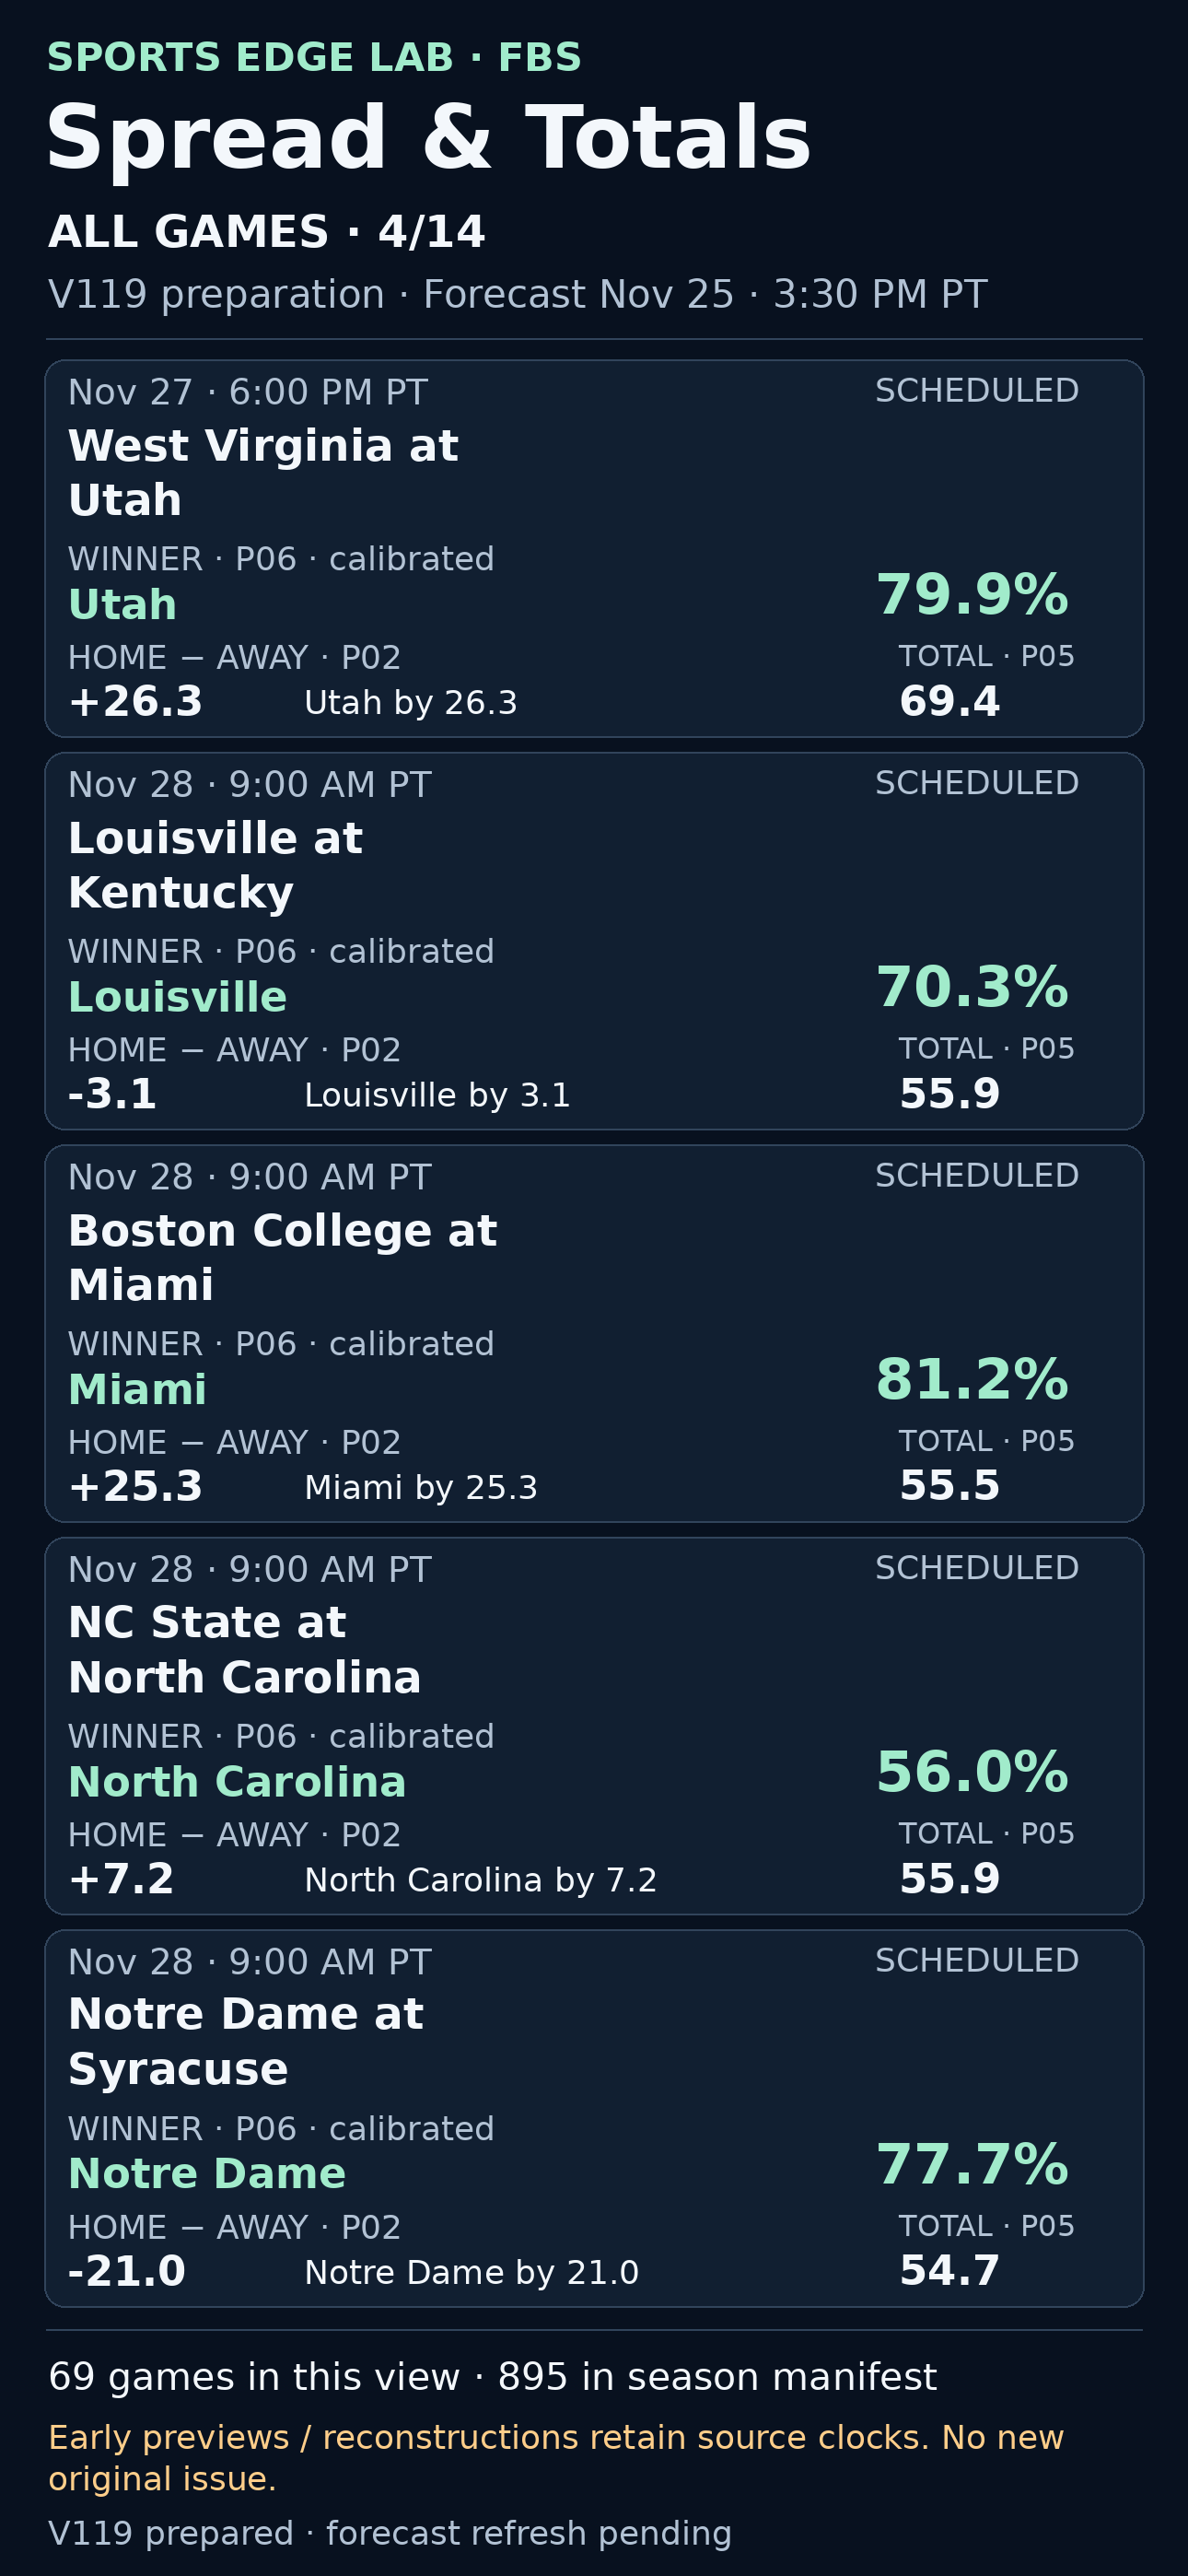 SPORTS EDGE LAB · FBS
Spread & Totals
ALL GAMES · 4/14
V119 preparation · Forecast Nov 25 · 3:30 PM PT
Nov 27 · 6:00 PM PT SCHEDULED
West Virginia at
Utah
WINNER · P06 · calibrated
Utah 79.9%
HOME − AWAY · P02 TOTAL · P05
+26.3 Utah by 26.3 69.4
Nov 28 · 9:00 AM PT SCHEDULED
Louisville at
Kentucky
WINNER · P06 · calibrated
Louisville 70.3%
HOME − AWAY · P02 TOTAL · P05
-3.1 Louisville by 3.1 55.9
Nov 28 · 9:00 AM PT SCHEDULED
Boston College at
Miami
WINNER · P06 · calibrated
Miami 81.2%
HOME − AWAY · P02 TOTAL · P05
+25.3 Miami by 25.3 55.5
Nov 28 · 9:00 AM PT SCHEDULED
NC State at
North Carolina
WINNER · P06 · calibrated
North Carolina 56.0%
HOME − AWAY · P02 TOTAL · P05
+7.2 North Carolina by 7.2 55.9
Nov 28 · 9:00 AM PT SCHEDULED
Notre Dame at
Syracuse
WINNER · P06 · calibrated
Notre Dame 77.7%
HOME − AWAY · P02 TOTAL · P05
-21.0 Notre Dame by 21.0 54.7
69 games in this view · 895 in season manifest
Early previews / reconstructions retain source clocks. No new
original issue.
V119 prepared · forecast refresh pending